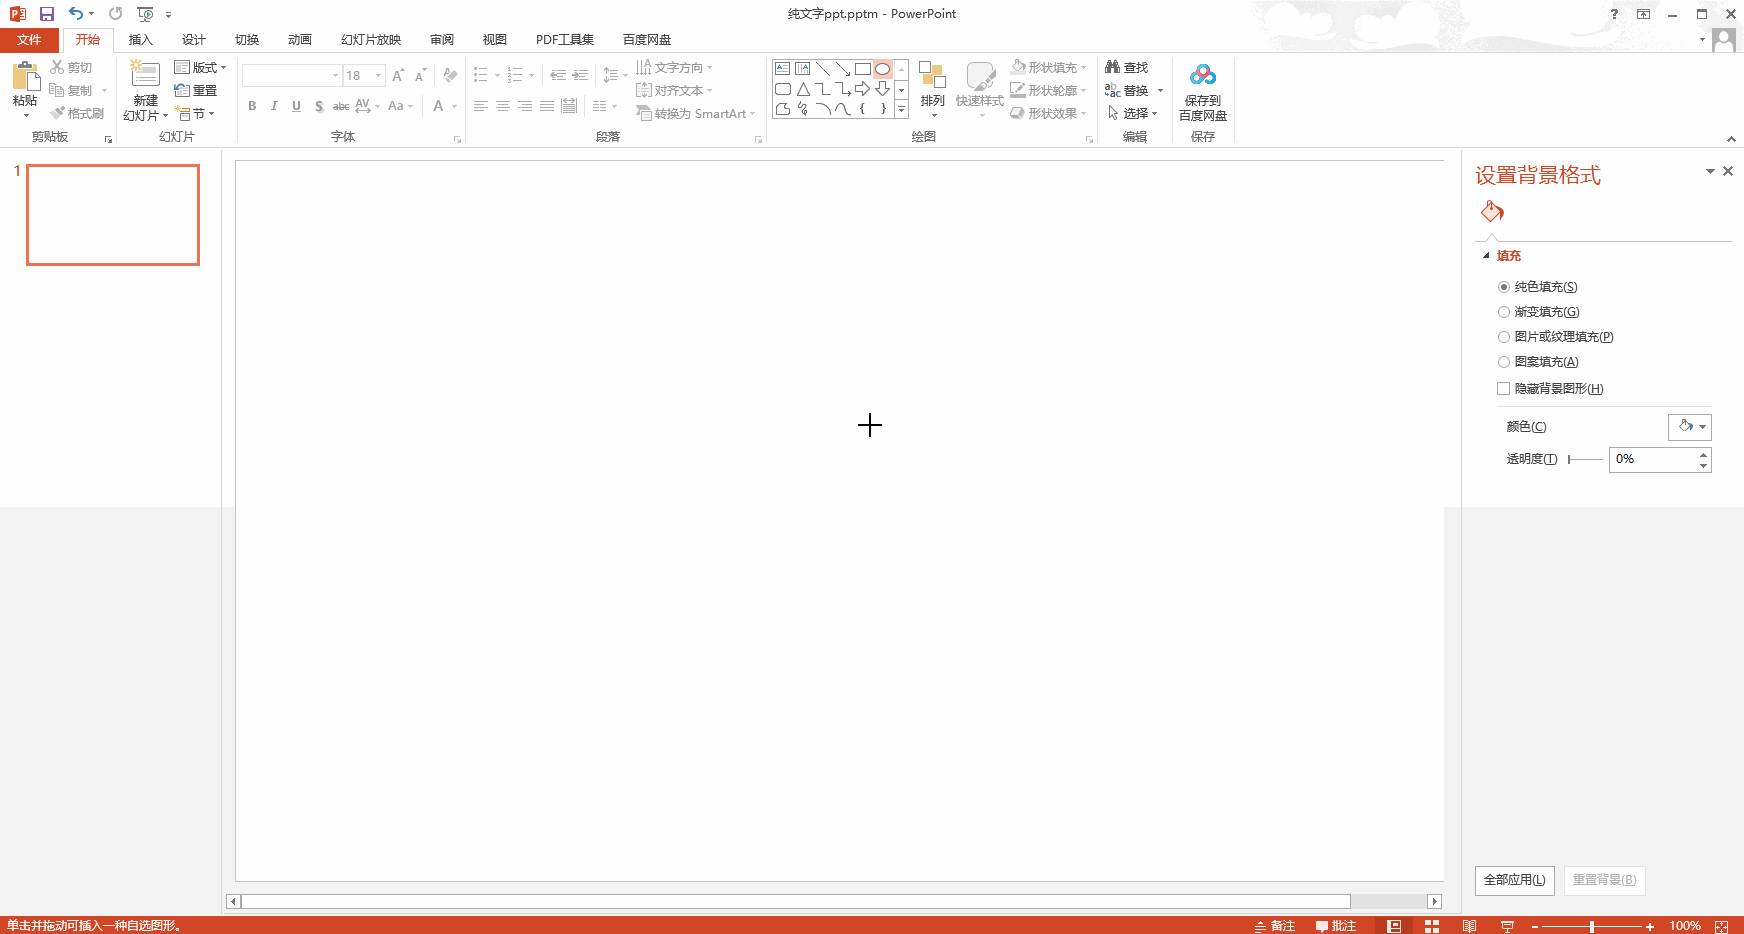 纯文字ppt.pptm - PowerPoint
文件 开始 插入 设计 切换 动画 幻灯片放映 审阅 视图 PDF工具集 百度网盘
粘贴
剪切
复制
格式刷
剪贴板
新建
幻灯片
版式
重置
节
幻灯片
18
B I U S abc AV Aa A
字体
文字方向
对齐文本
转换为 SmartArt
段落
排列
快速样式
形状填充
形状轮廓
形状效果
绘图
查找
替换
选择
编辑
保存到
百度网盘
保存
1
设置背景格式
填充
纯色填充(S)
渐变填充(G)
图片或纹理填充(P)
图案填充(A)
隐藏背景图形(H)
颜色(C)
透明度(T) 0%
全部应用(L) 重置背景(B)
单击并拖动可插入一种自选图形。 备注 批注 100%